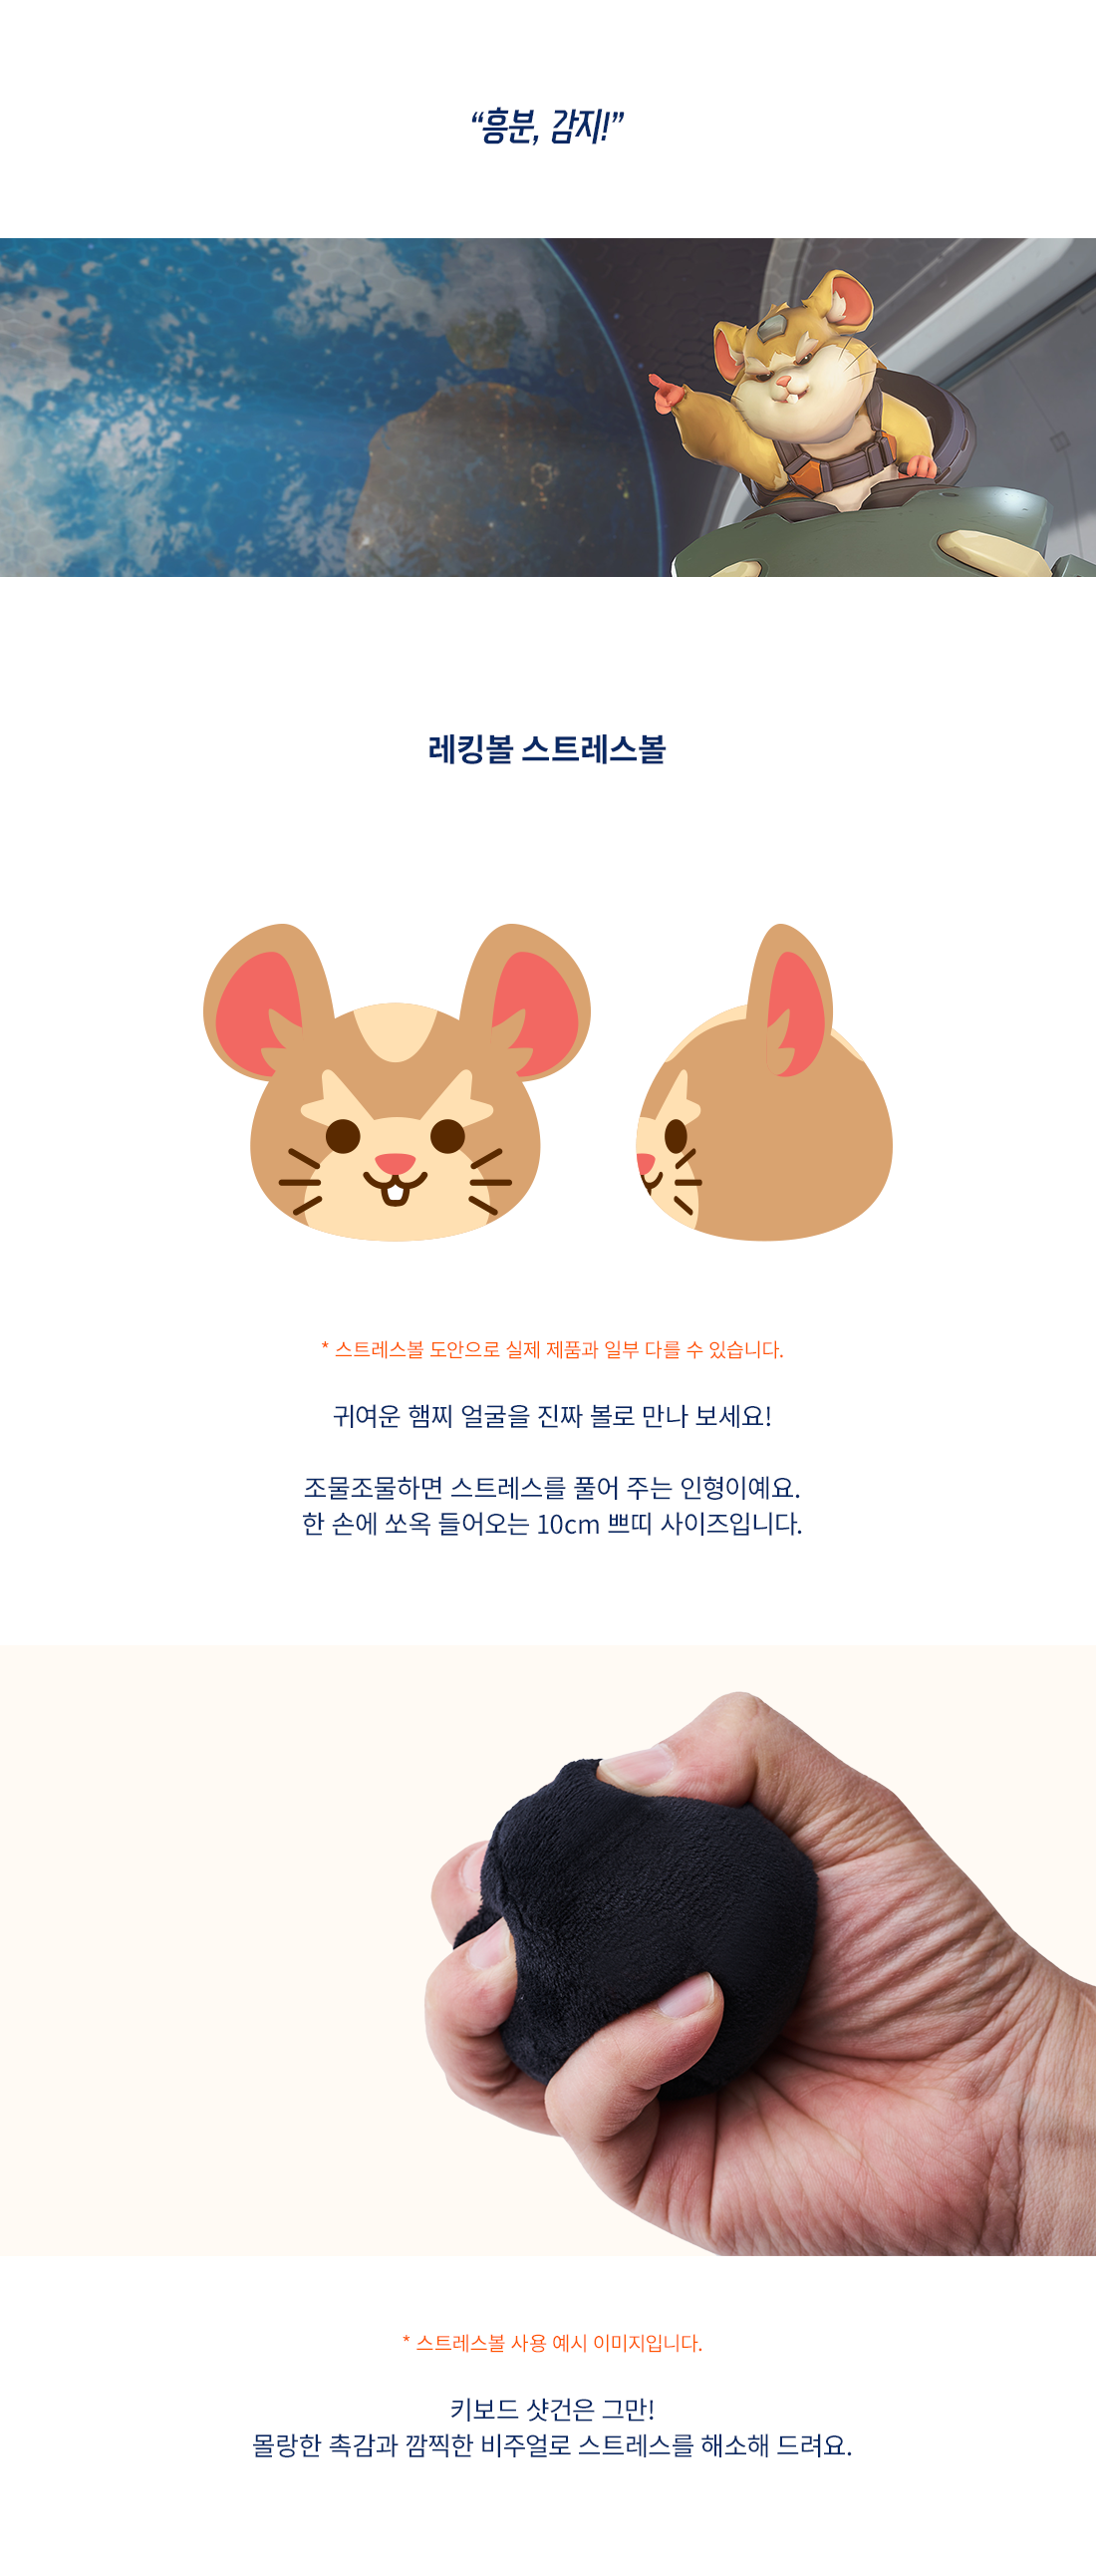 “흥분, 감지!”
레킹볼 스트레스볼
* 스트레스볼 도안으로 실제 제품과 일부 다를 수 있습니다.
귀여운 햄찌 얼굴을 진짜 볼로 만나 보세요!
조물조물하면 스트레스를 풀어 주는 인형이예요.
한 손에 쏘옥 들어오는 10cm 쁘띠 사이즈입니다.
* 스트레스볼 사용 예시 이미지입니다.
키보드 샷건은 그만!
몰랑한 촉감과 깜찍한 비주얼로 스트레스를 해소해 드려요.